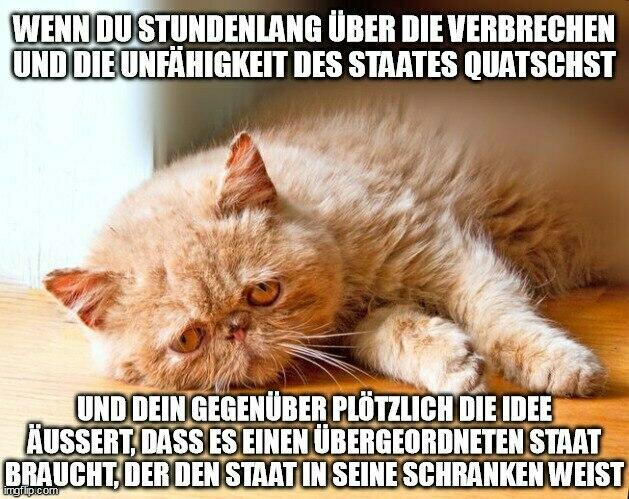 WENN DU STUNDENLANG ÜBER DIE VERBRECHEN
UND DIE UNFÄHIGKEIT DES STAATES QUATSCHST
UND DEIN GEGENÜBER PLÖTZLICH DIE IDEE
ÄUSSERT, DASS ES EINEN ÜBERGEORDNETEN STAAT
BRAUCHT, DER DEN STAAT IN SEINE SCHRANKEN WEIST
imgflip.com